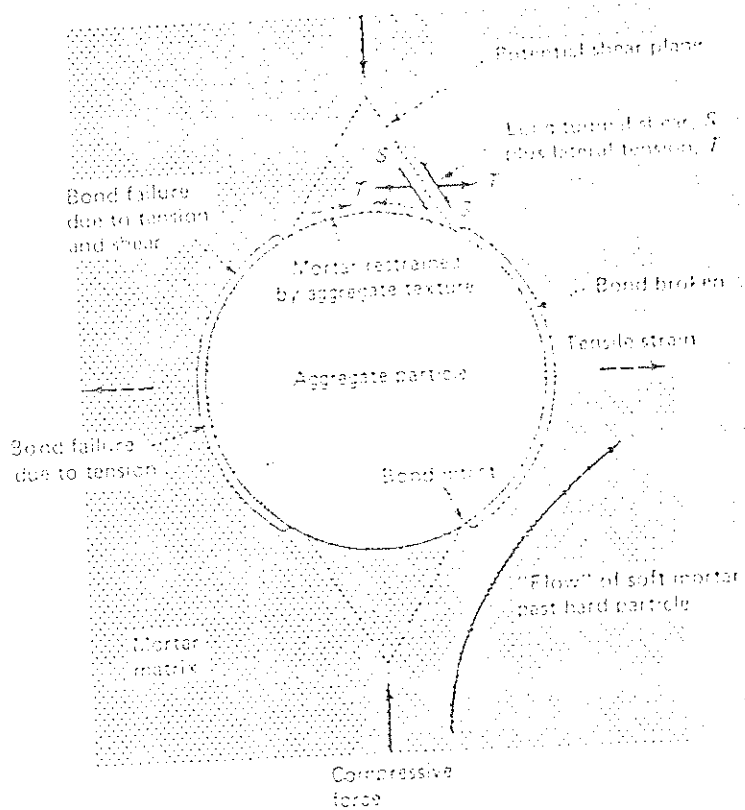 Potential shear plane
shear, S
plus lateral tension, T
S
T
T
S
Bond failure
due to tension
and shear
Mortar restrained
by aggregate texture
Bond broken
Tensile strain
Aggregate particle
Bond failure
due to tension
Bond intact
"Flow" of soft mortar
past hard particle
Mortar
matrix
Compressive
force